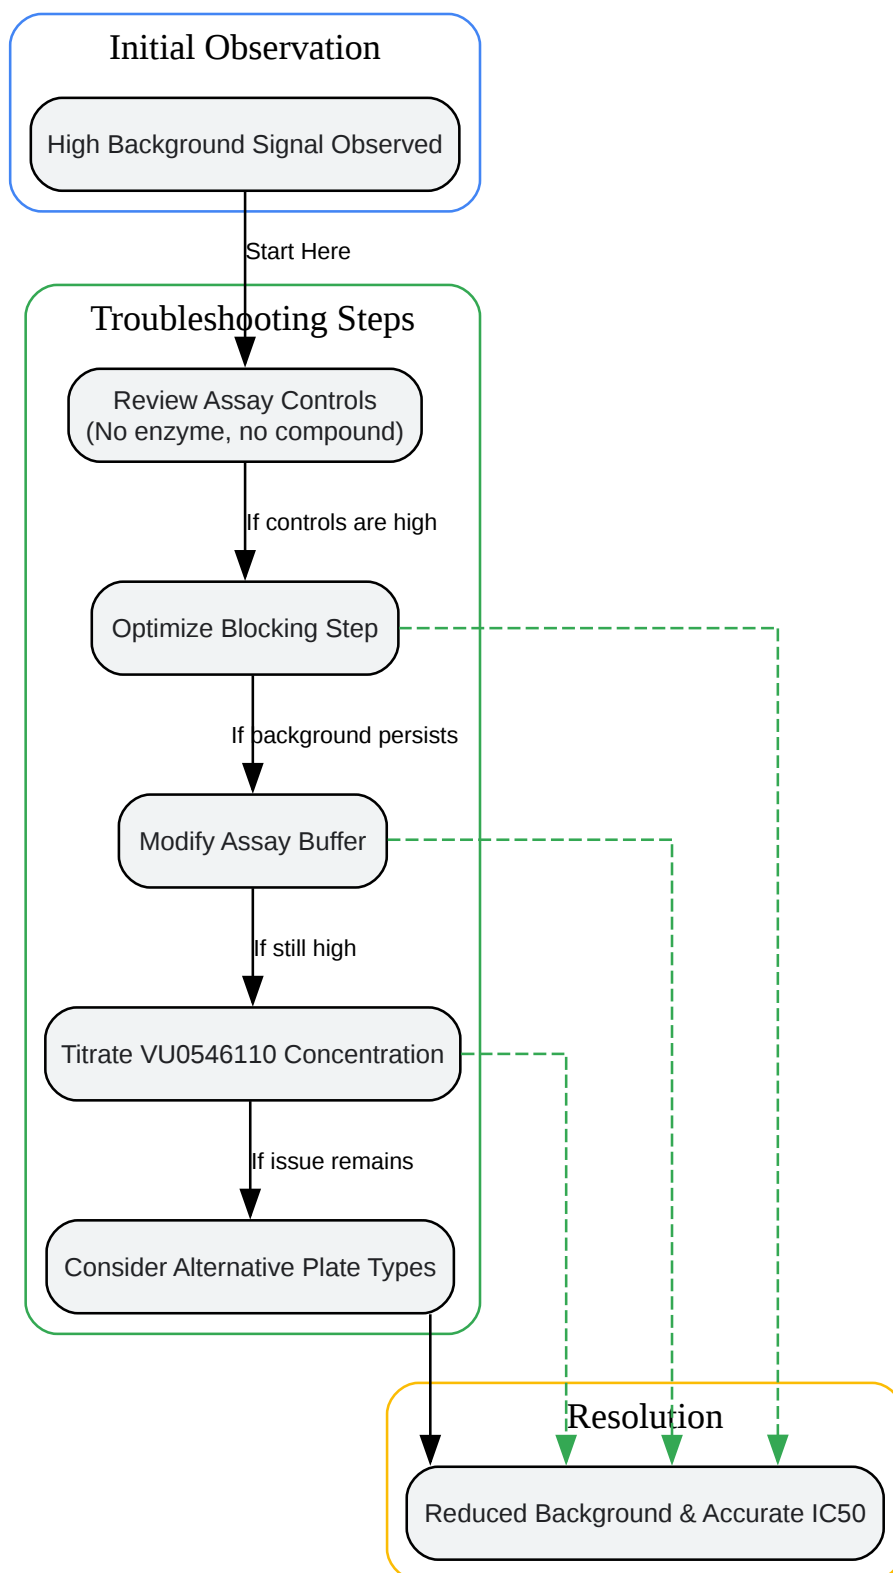 Initial Observation
High Background Signal Observed
Start Here
Troubleshooting Steps
Review Assay Controls
(No enzyme, no compound)
If controls are high
Optimize Blocking Step
If background persists
Modify Assay Buffer
If still high
Titrate VU0546110 Concentration
If issue remains
Consider Alternative Plate Types
Resolution
Reduced Background & Accurate IC50